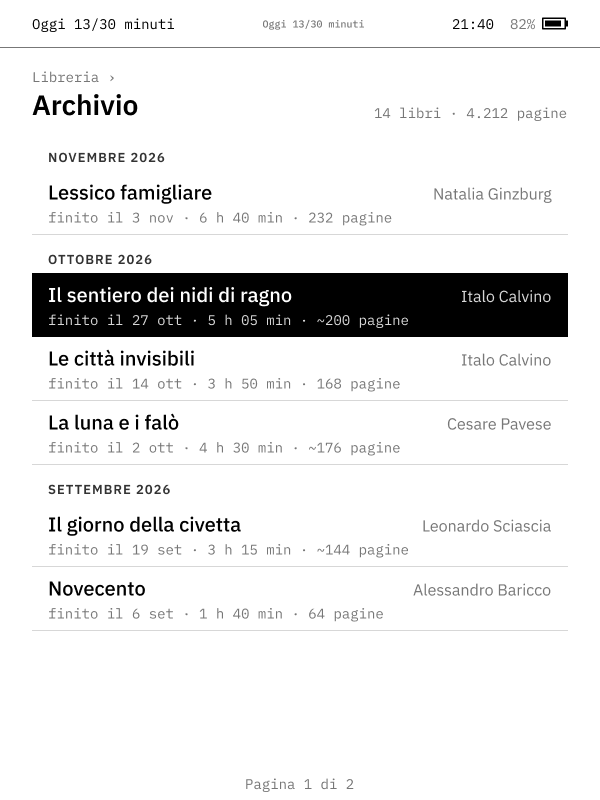 Oggi 13/30 minuti
Oggi 13/30 minuti
21:40 82%
Libreria ›
Archivio
14 libri · 4.212 pagine
NOVEMBRE 2026
Lessico famigliare Natalia Ginzburg
finito il 3 nov · 6 h 40 min · 232 pagine
OTTOBRE 2026
Il sentiero dei nidi di ragno Italo Calvino
finito il 27 ott · 5 h 05 min · ~200 pagine
Le città invisibili Italo Calvino
finito il 14 ott · 3 h 50 min · 168 pagine
La luna e i falò Cesare Pavese
finito il 2 ott · 4 h 30 min · ~176 pagine
SETTEMBRE 2026
Il giorno della civetta Leonardo Sciascia
finito il 19 set · 3 h 15 min · ~144 pagine
Novecento Alessandro Baricco
finito il 6 set · 1 h 40 min · 64 pagine
Pagina 1 di 2